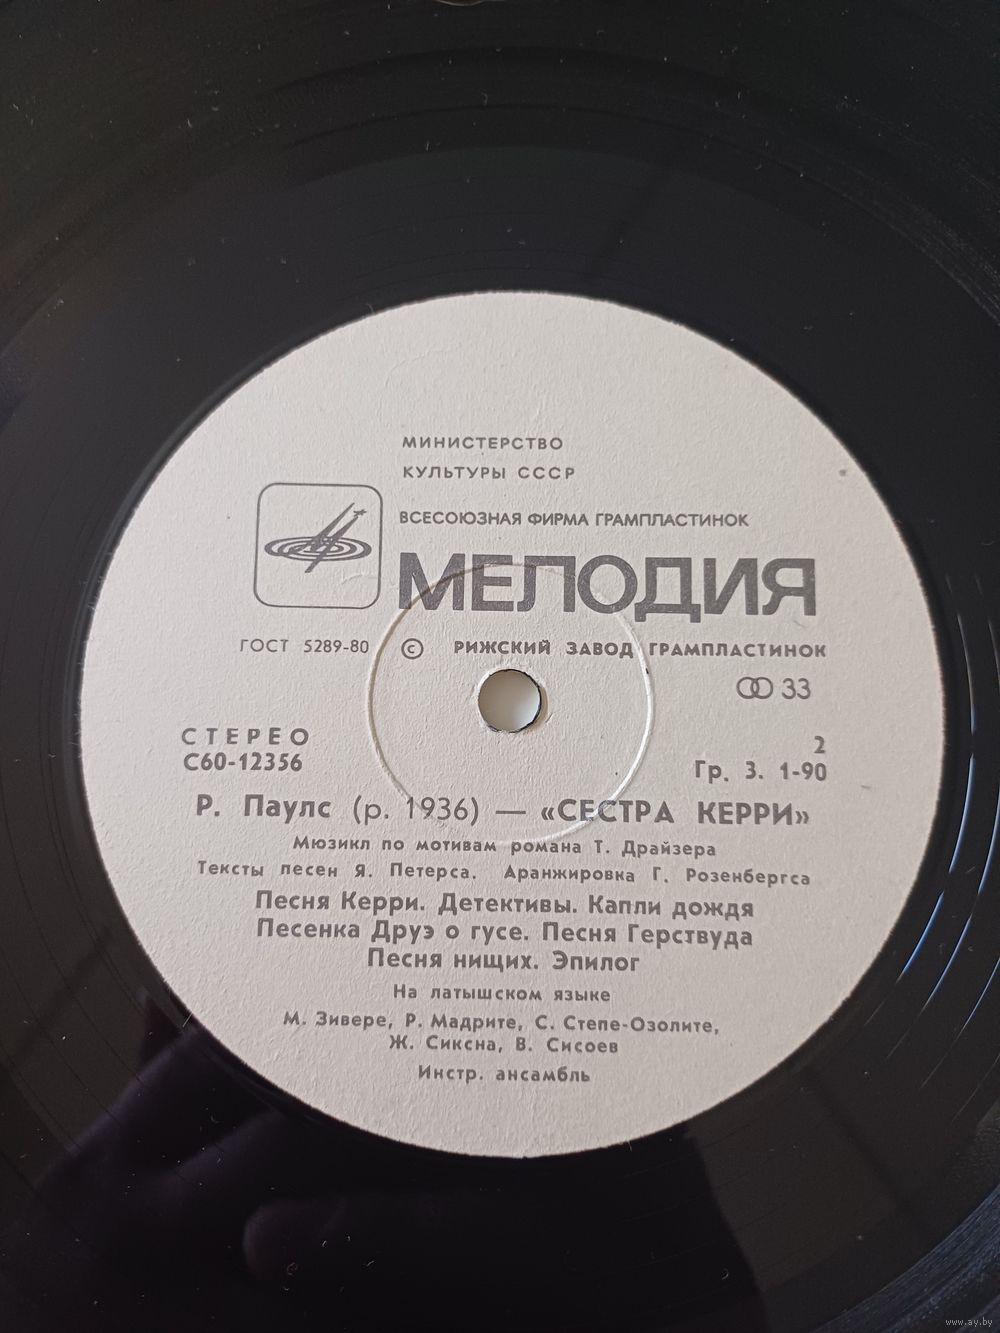 МИНИСТЕРСТВО
КУЛЬТУРЫ СССР
ВСЕСОЮЗНАЯ ФИРМА ГРАМПЛАСТИНОК
МЕЛОДИЯ
ГОСТ 5289-80 © РИЖСКИЙ ЗАВОД ГРАМПЛАСТИНОК
33
СТЕРЕО 2
С60-12356 Гр. 3. 1-90
Р. Паулс (р. 1936) — «СЕСТРА КЕРРИ»
Мюзикл по мотивам романа Т. Драйзера
Тексты песен Я. Петерса. Аранжировка Г. Розенбергса
Песня Керри. Детективы. Капли дождя
Песенка Друэ о гусе. Песня Герствуда
Песня нищих. Эпилог
На латышском языке
М. Зивере, Р. Мадрите, С. Степе-Озолите,
Ж. Сиксна, В. Сисоев
Инстр. ансамбль
www.ay.by